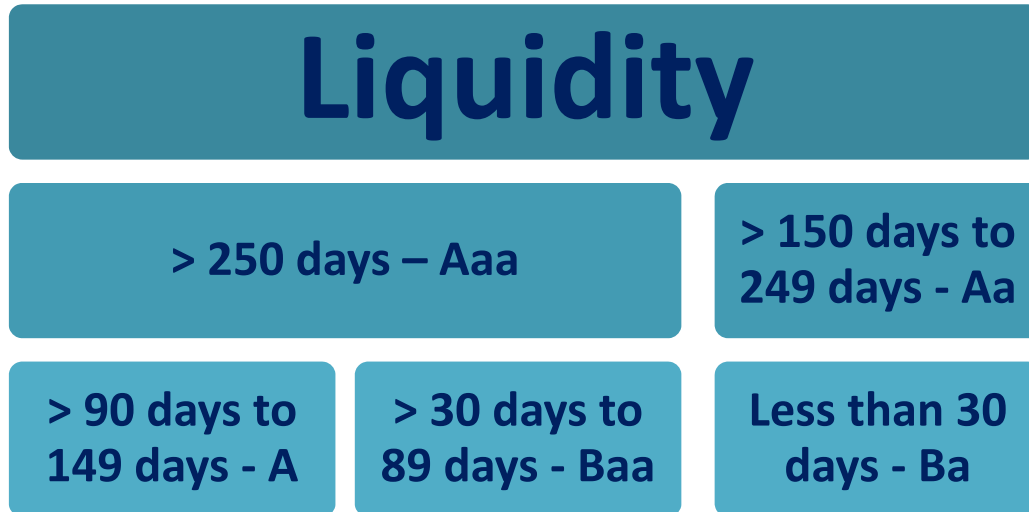 Liquidity
> 250 days – Aaa
> 150 days to
249 days - Aa
> 90 days to
149 days - A
> 30 days to
89 days - Baa
Less than 30
days - Ba